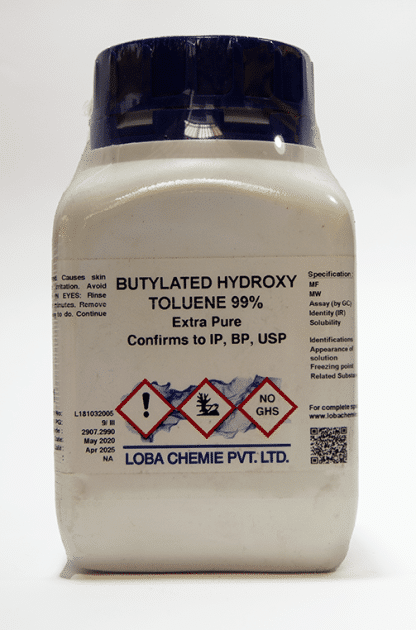 Causes skin
irritation. Avoid
EYES: Rinse
minutes. Remove
to do. Continue
BUTYLATED HYDROXY
TOLUENE 99%
Extra Pure
Confirms to IP, BP, USP
Specification
MF
MW
Assay (by GC)
Identity (IR)
Solubility
Identifications
Appearance of
solution
Freezing point
Related Substa
NO
GHS
L181032005
9/ III
2907.2990
May 2020
Apr 2025
NA
For complete sp
www.lobachemie
LOBA CHEMIE PVT. LTD.